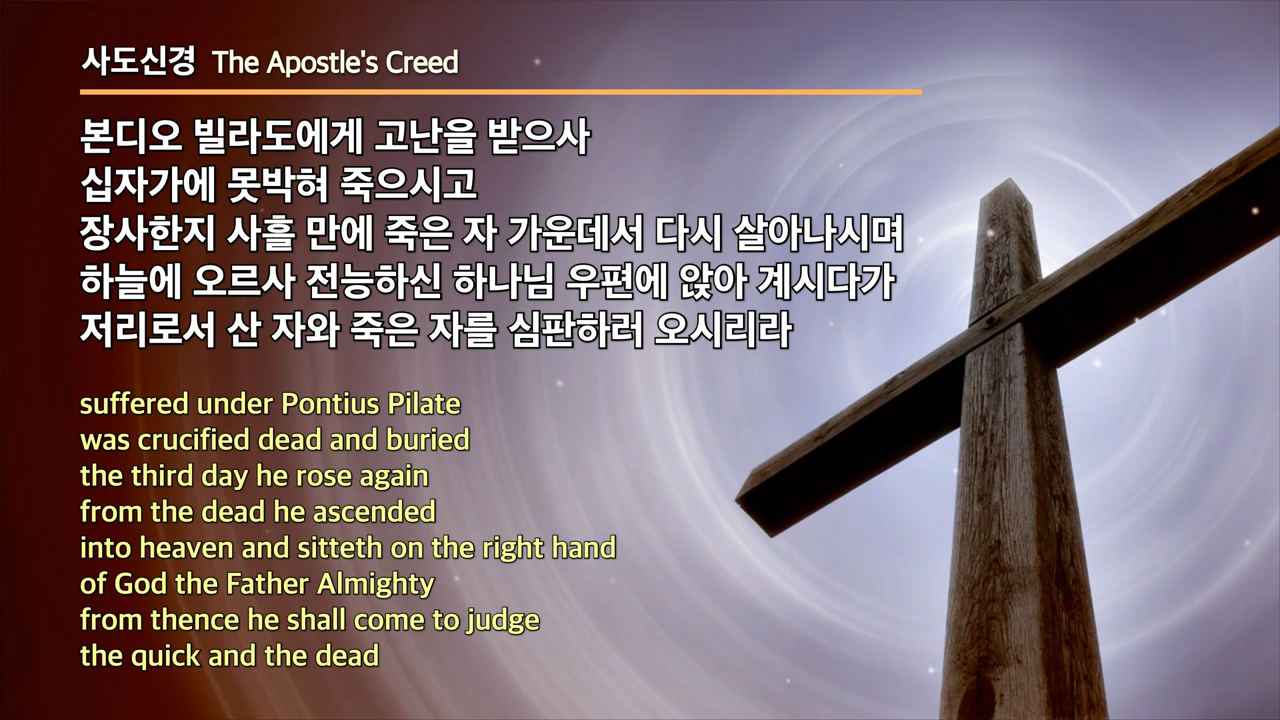 사도신경 The Apostle's Creed
본디오 빌라도에게 고난을 받으사
십자가에 못박혀 죽으시고
장사한지 사흘 만에 죽은 자 가운데서 다시 살아나시며
하늘에 오르사 전능하신 하나님 우편에 앉아 계시다가
저리로서 산 자와 죽은 자를 심판하러 오시리라
suffered under Pontius Pilate
was crucified dead and buried
the third day he rose again
from the dead he ascended
into heaven and sitteth on the right hand
of God the Father Almighty
from thence he shall come to judge
the quick and the dead